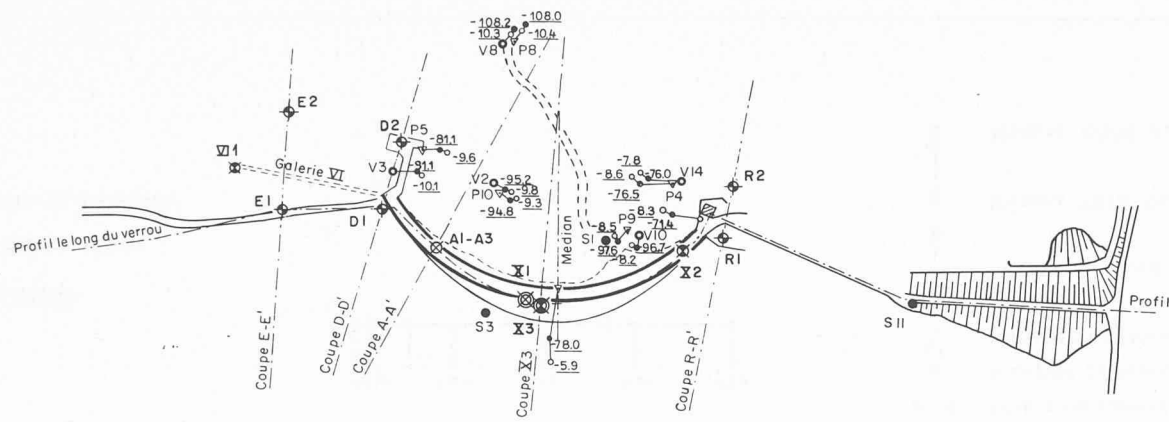 -108.2
-108.0
-10.3
-10.4
V8
P8
E2
D2
P5
-81.1
-9.6
VI1
Galerie VI
V3
-91.1
-10.1
V2
-95.2
-9.8
P10
-9.3
-94.8
-7.8
-8.6
-76.0
V14
-76.5
P4
R2
E1
D1
A1-A3
Median
-8.5
P9
-8.3
-71.4
S1
V10
-97.6
-96.7
-8.2
X2
R1
Profil le long du verrou
X1
X3
S3
S11
Profil
-78.0
-5.9
Coupe E-E'
Coupe D-D'
Coupe A-A'
Coupe X3
Coupe R-R'